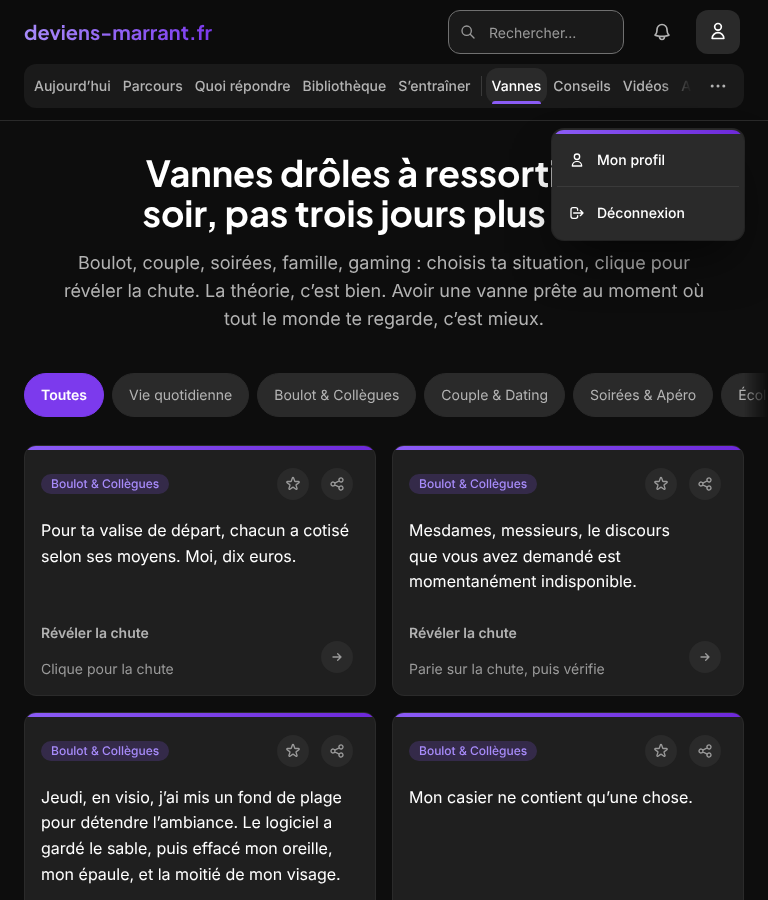 deviens-marrant.fr
Rechercher...
Aujourd’hui Parcours Quoi répondre Bibliothèque S’entraîner Vannes Conseils Vidéos A
Mon profil
Déconnexion
Vannes drôles à ressorti
soir, pas trois jours plus
Boulot, couple, soirées, famille, gaming : choisis ta situation, clique pour
révéler la chute. La théorie, c’est bien. Avoir une vanne prête au moment où
tout le monde te regarde, c’est mieux.
Toutes Vie quotidienne Boulot & Collègues Couple & Dating Soirées & Apéro Écol
Boulot & Collègues
Pour ta valise de départ, chacun a cotisé
selon ses moyens. Moi, dix euros.
Révéler la chute
Clique pour la chute
Boulot & Collègues
Mesdames, messieurs, le discours
que vous avez demandé est
momentanément indisponible.
Révéler la chute
Parie sur la chute, puis vérifie
Boulot & Collègues
Jeudi, en visio, j’ai mis un fond de plage
pour détendre l’ambiance. Le logiciel a
gardé le sable, puis effacé mon oreille,
mon épaule, et la moitié de mon visage.
Boulot & Collègues
Mon casier ne contient qu’une chose.